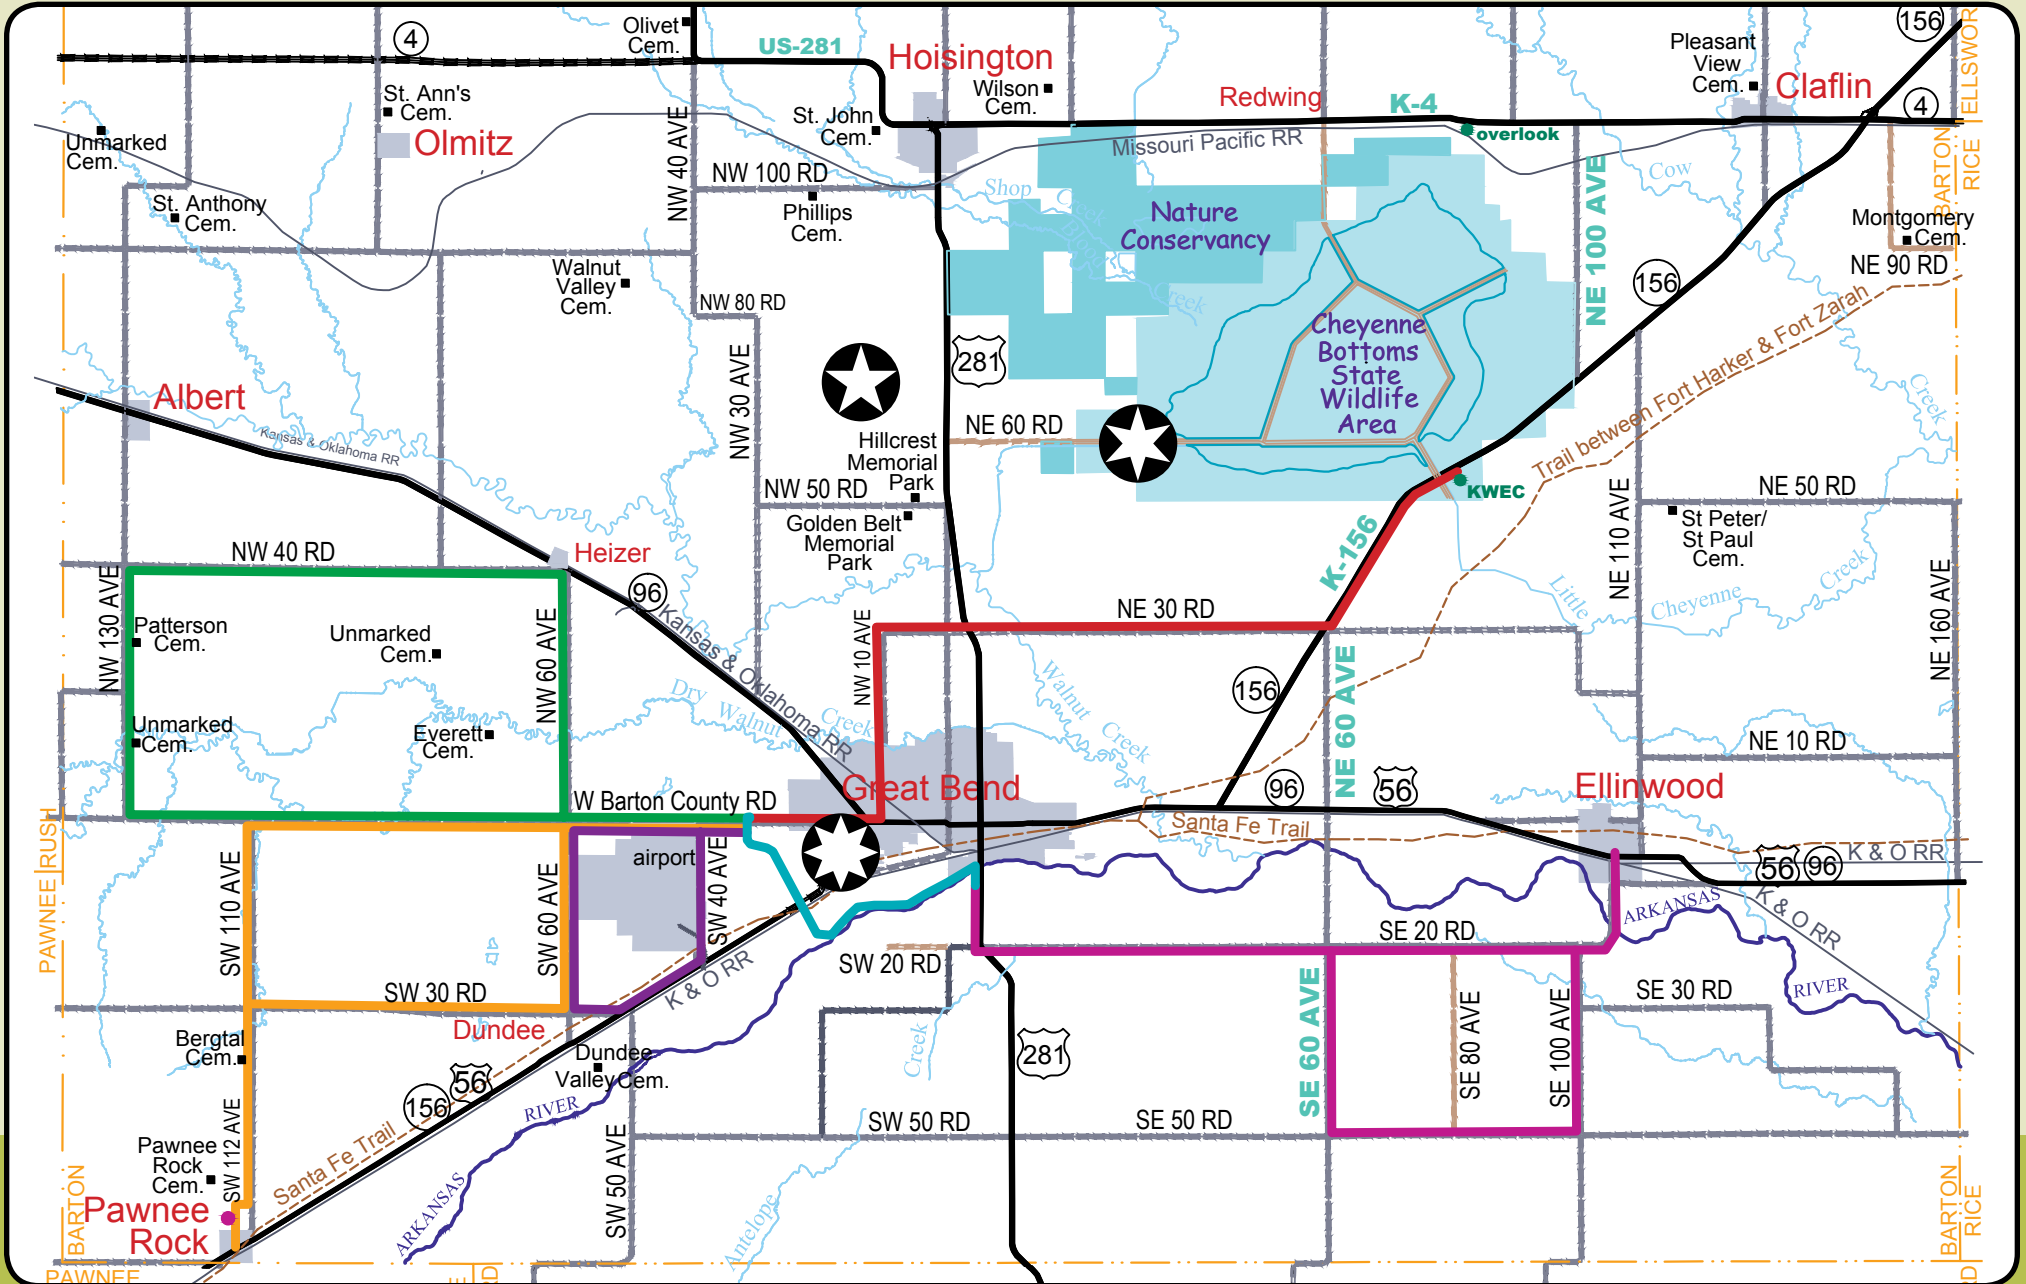 Olivet
Cem.
4
US-281
Hoisington
Wilson
Cem.
Redwing
K-4
overlook
Pleasant
View
Cem.
Claflin
156
4
ELLSWOR
BARTON
RICE
Unmarked
Cem.
St. Ann's
Cem.
Olmitz
NW 40 AVE
St. John
Cem.
Missouri Pacific RR
NW 100 RD
Phillips
Cem.
Shop
Creek
Blood
Creek
Nature
Conservancy
NE 100 AVE
Cow
Creek
Montgomery
Cem.
NE 90 RD
St. Anthony
Cem.
Walnut
Valley
Cem.
NW 80 RD
156
Trail between Fort Harker & Fort Zarah
Cheyenne
Bottoms
State
Wildlife
Area
281
NW 30 AVE
Albert
Kansas & Oklahoma RR
NE 60 RD
Hillcrest
Memorial
Park
NW 50 RD
Golden Belt
Memorial
Park
KWEC
K-156
NE 50 RD
St Peter/
St Paul
Cem.
NE 110 AVE
NE 160 AVE
Little
Cheyenne
Creek
NW 40 RD
Heizer
96
Kansas & Oklahoma RR
NW 130 AVE
Patterson
Cem.
Unmarked
Cem.
NW 60 AVE
NW 10 AVE
NE 30 RD
NE 60 AVE
156
Dry
Walnut
Creek
Walnut
Creek
Unmarked
Cem.
Everett
Cem.
NE 10 RD
Great Bend
W Barton County RD
96
56
Ellinwood
Santa Fe Trail
K & O RR
56
96
K & O RR
PAWNEE
RUSH
SW 110 AVE
SW 60 AVE
airport
SW 40 AVE
K & O RR
SW 20 RD
SE 20 RD
ARKANSAS
RIVER
SW 30 RD
Dundee
Bergtal
Cem.
Dundee
Valley Cem.
Creek
281
SE 60 AVE
SE 80 AVE
SE 100 AVE
SE 30 RD
56
156
RIVER
SW 112 AVE
Santa Fe Trail
Pawnee
Rock
Cem.
SW 50 AVE
SW 50 RD
SE 50 RD
Pawnee
Rock
ARKANSAS
Antelope
BARTON
PAWNEE
BARTON
RICE